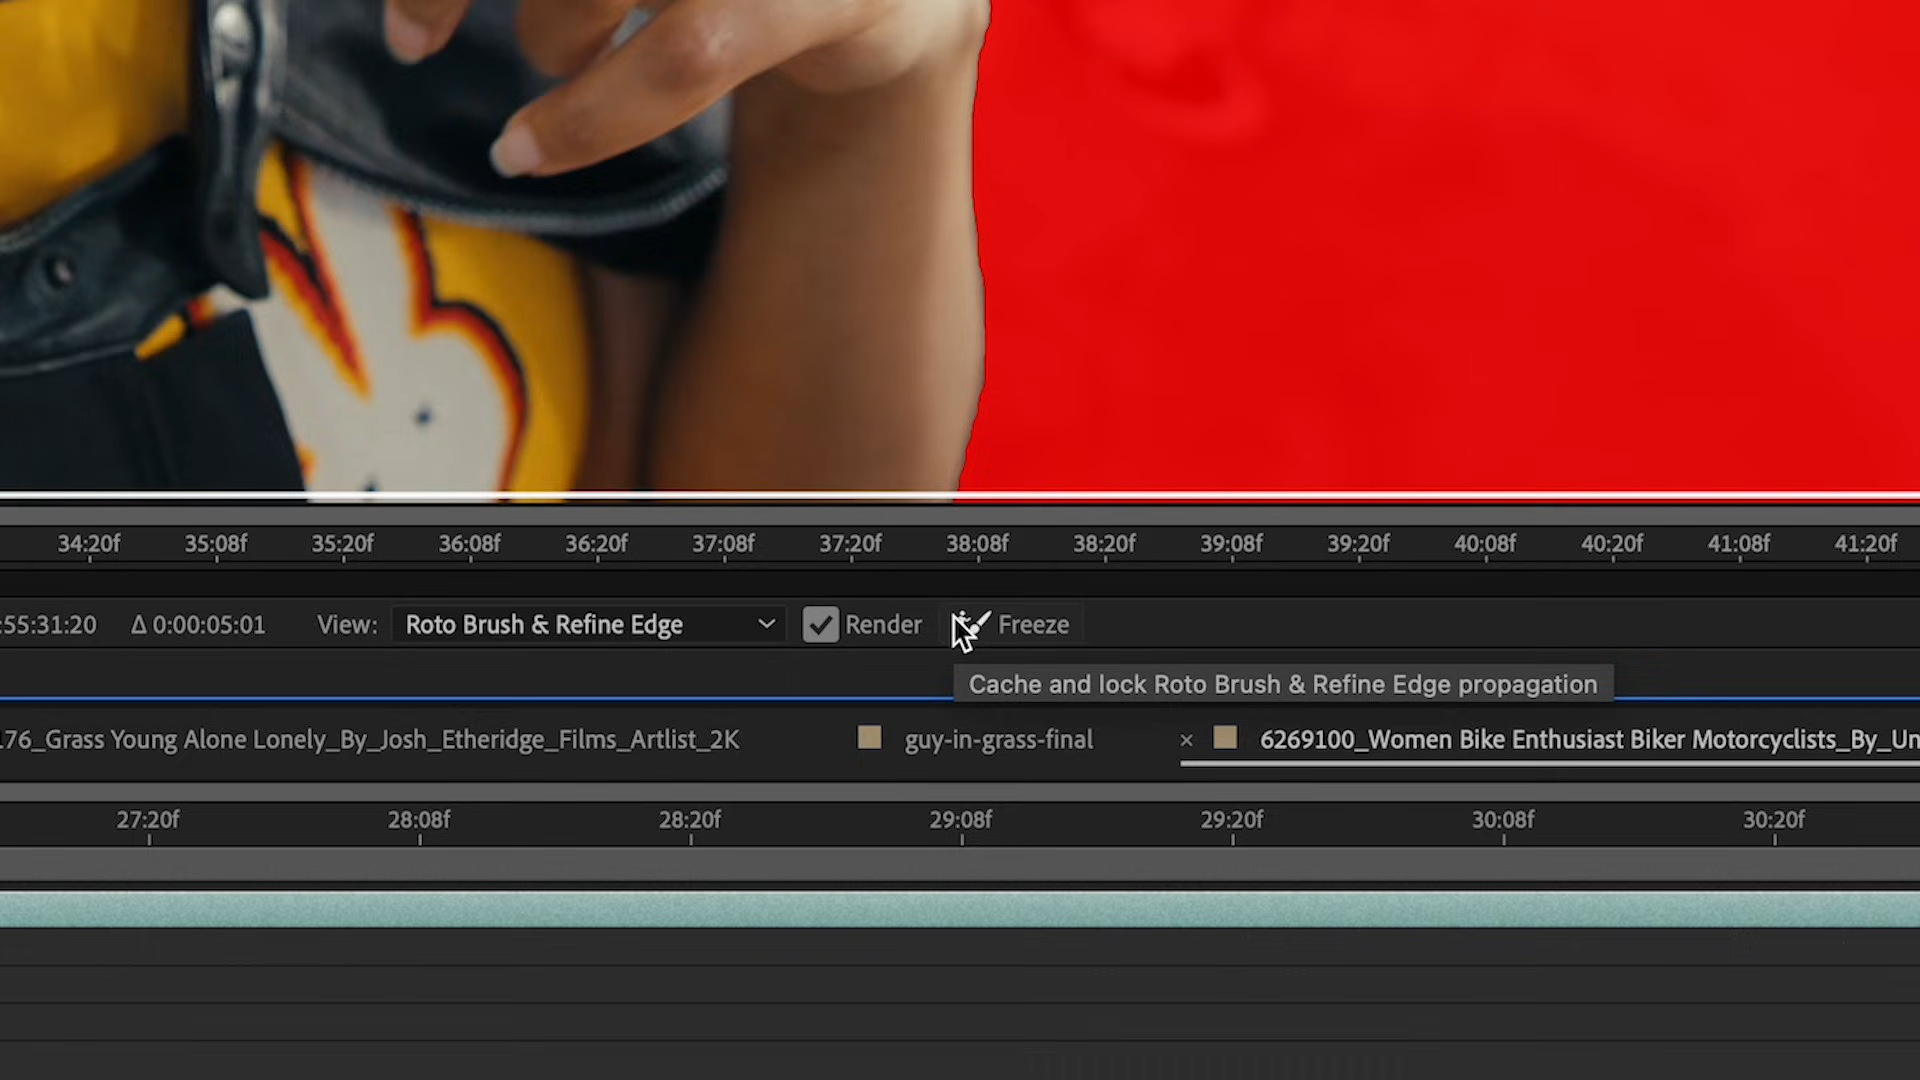 34:20f 35:08f 35:20f 36:08f 36:20f 37:08f 37:20f 38:08f 38:20f 39:08f 39:20f 40:08f 40:20f 41:08f 41:20f
:55:31:20 Δ 0:00:05:01 View: Roto Brush & Refine Edge Render Freeze
Cache and lock Roto Brush & Refine Edge propagation
176_Grass Young Alone Lonely_By_Josh_Etheridge_Films_Artlist_2K guy-in-grass-final × 6269100_Women Bike Enthusiast Biker Motorcyclists_By_Un
27:20f 28:08f 28:20f 29:08f 29:20f 30:08f 30:20f